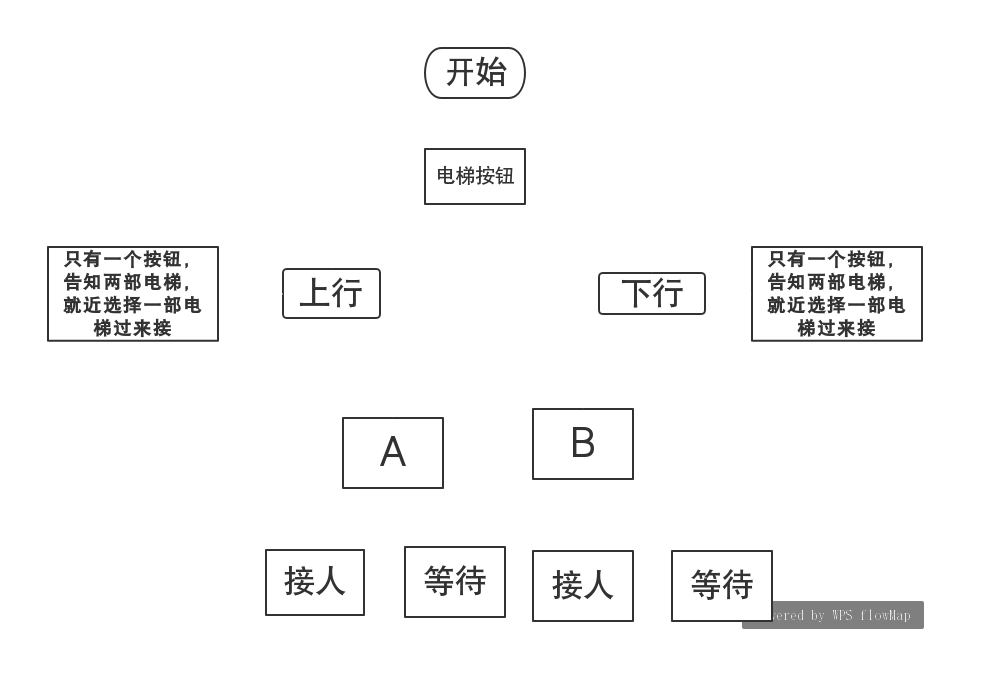 开始
电梯按钮
只有一个按钮，
告知两部电梯，
就近选择一部电
梯过来接
上行
下行
只有一个按钮，
告知两部电梯，
就近选择一部电
梯过来接
A
B
接人
等待
接人
等待
by WPS flowMap